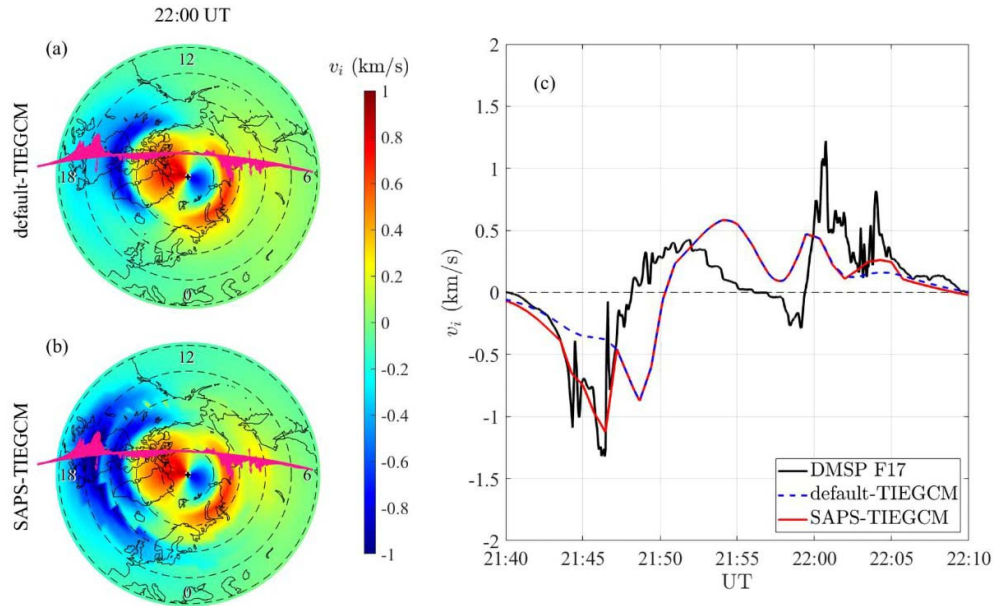 22:00 UT
(a)
default-TIEGCM
12
18
6
0
v_i (km/s)
1
0.8
0.6
0.4
0.2
0
-0.2
-0.4
-0.6
-0.8
-1
(b)
SAPS-TIEGCM
12
18
6
0
(c)
v_i (km/s)
2
1.5
1
0.5
0
-0.5
-1
-1.5
-2
DMSP F17
default-TIEGCM
SAPS-TIEGCM
21:40 21:45 21:50 21:55 22:00 22:05 22:10
UT